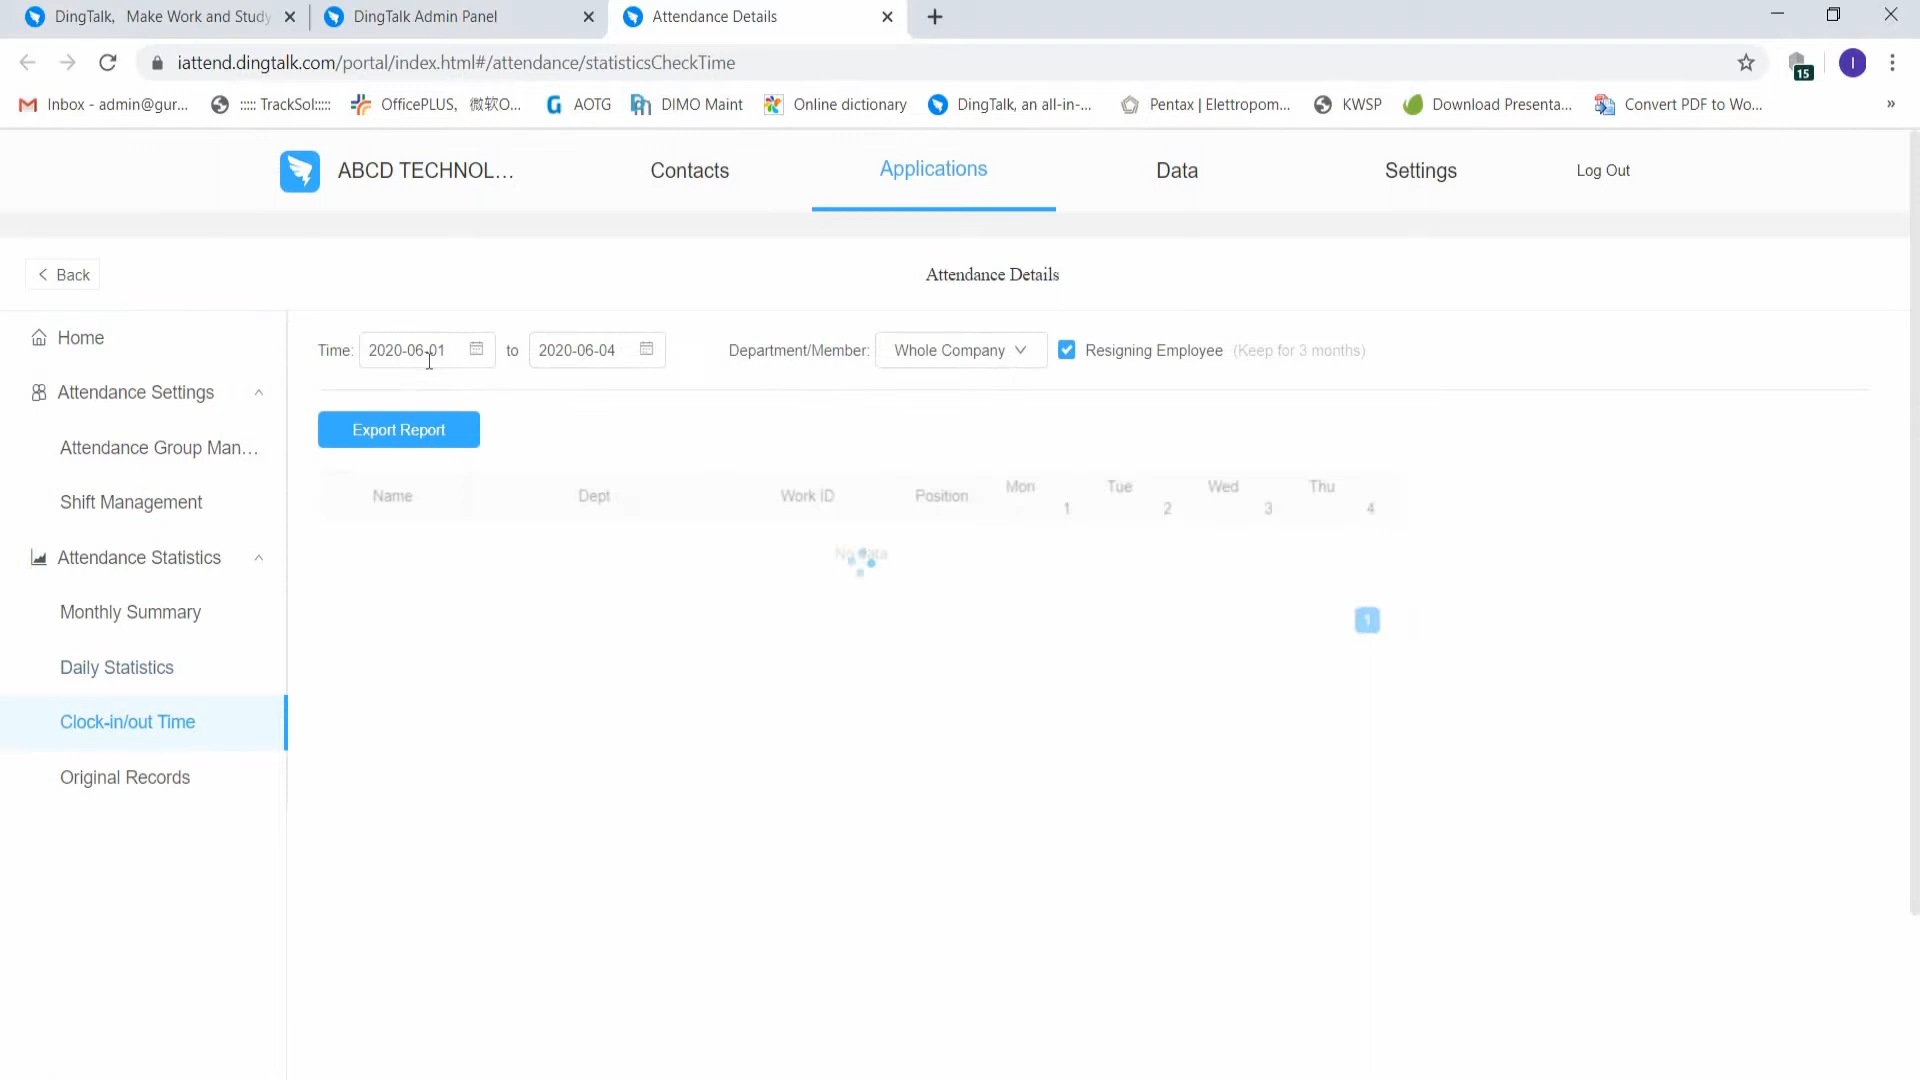 DingTalk, Make Work and Study
DingTalk Admin Panel
Attendance Details
iattend.dingtalk.com/portal/index.html#/attendance/statisticsCheckTime
15
I
Inbox - admin@gur...
::::: TrackSol:::::
OfficePLUS, 微软O...
AOTG
DIMO Maint
Online dictionary
DingTalk, an all-in-...
Pentax | Elettropom...
KWSP
Download Presenta...
Convert PDF to Wo...
»
ABCD TECHNOL...
Contacts
Applications
Data
Settings
Log Out
Back
Attendance Details
Home
Attendance Settings
Attendance Group Man...
Shift Management
Attendance Statistics
Monthly Summary
Daily Statistics
Clock-in/out Time
Original Records
Time: 2020-06-01 to 2020-06-04
Department/Member: Whole Company
Resigning Employee (Keep for 3 months)
Export Report
Name Dept Work ID Position Mon 1 Tue 2 Wed 3 Thu 4
No data
1